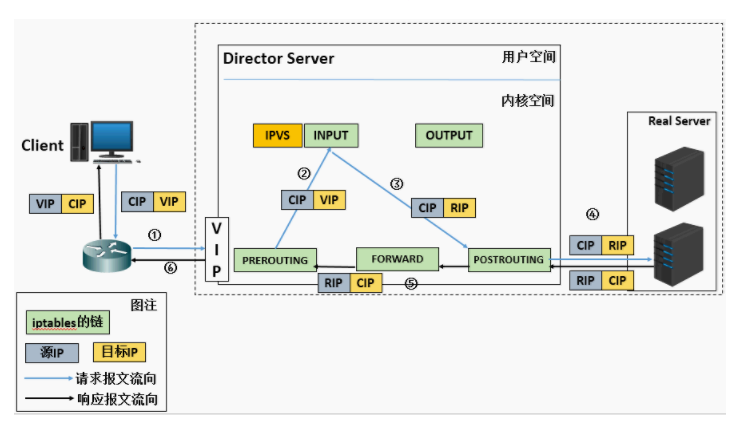 Director Server
用户空间
内核空间
Real Server
IPVS
INPUT
OUTPUT
Client
②
③
CIP VIP
CIP RIP
VIP CIP
CIP VIP
①
④
VIP
CIP RIP
PREROUTING
FORWARD
POSTROUTING
⑥
RIP CIP
⑤
RIP CIP
图注
iptables的链
源IP
目标IP
请求报文流向
响应报文流向